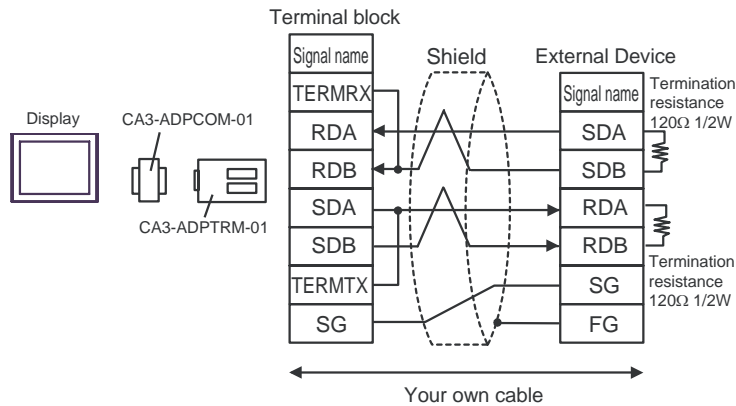 Terminal block
Signal name
TERMRX
RDA
RDB
SDA
SDB
TERMTX
SG
Shield
External Device
Signal name
SDA
SDB
RDA
RDB
SG
FG
Termination
resistance
120Ω 1/2W
Termination
resistance
120Ω 1/2W
Display
CA3-ADPCOM-01
CA3-ADPTRM-01
Your own cable